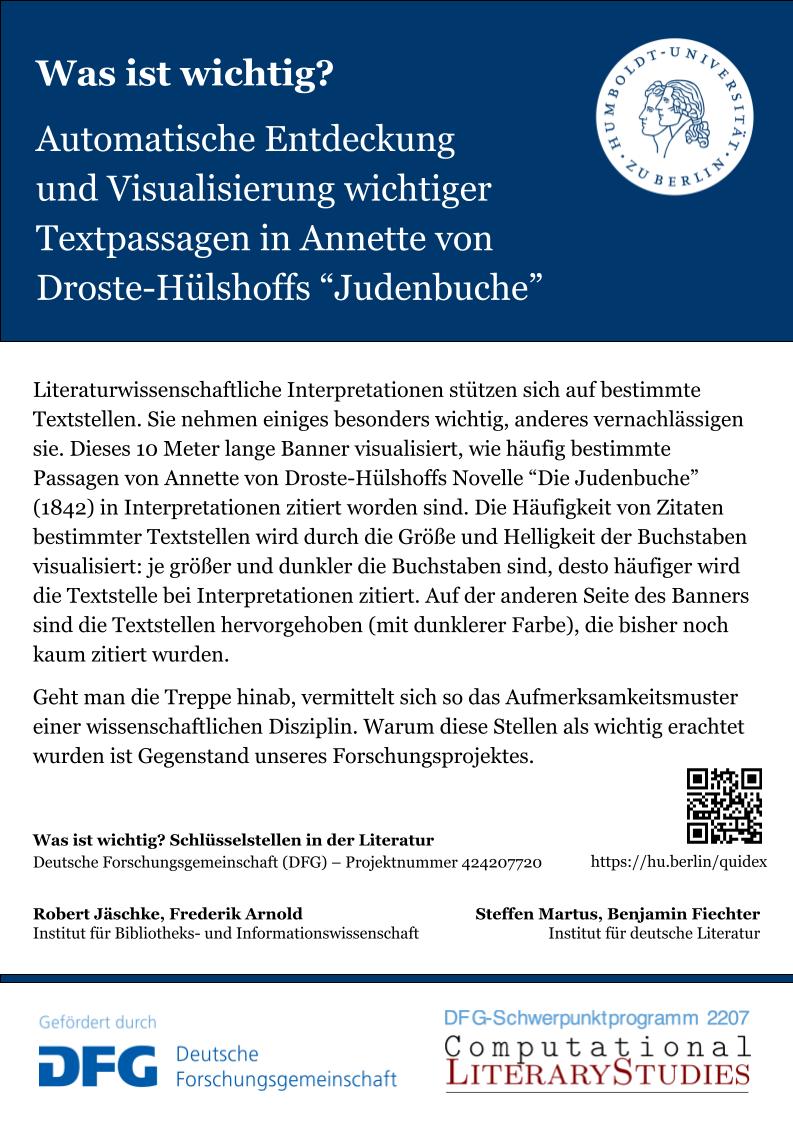 Was ist wichtig?
Automatische Entdeckung
und Visualisierung wichtiger
Textpassagen in Annette von
Droste-Hülshoffs “Judenbuche”
HUMBOLDT-UNIVERSITÄT
· ZU BERLIN ·
Literaturwissenschaftliche Interpretationen stützen sich auf bestimmte
Textstellen. Sie nehmen einiges besonders wichtig, anderes vernachlässigen
sie. Dieses 10 Meter lange Banner visualisiert, wie häufig bestimmte
Passagen von Annette von Droste-Hülshoffs Novelle “Die Judenbuche”
(1842) in Interpretationen zitiert worden sind. Die Häufigkeit von Zitaten
bestimmter Textstellen wird durch die Größe und Helligkeit der Buchstaben
visualisiert: je größer und dunkler die Buchstaben sind, desto häufiger wird
die Textstelle bei Interpretationen zitiert. Auf der anderen Seite des Banners
sind die Textstellen hervorgehoben (mit dunklerer Farbe), die bisher noch
kaum zitiert wurden.
Geht man die Treppe hinab, vermittelt sich so das Aufmerksamkeitsmuster
einer wissenschaftlichen Disziplin. Warum diese Stellen als wichtig erachtet
wurden ist Gegenstand unseres Forschungsprojektes.
Was ist wichtig? Schlüsselstellen in der Literatur
Deutsche Forschungsgemeinschaft (DFG) – Projektnummer 424207720
https://hu.berlin/quidex
Robert Jäschke, Frederik Arnold
Institut für Bibliotheks- und Informationswissenschaft
Steffen Martus, Benjamin Fiechter
Institut für deutsche Literatur
Gefördert durch
DFG
Deutsche
Forschungsgemeinschaft
DFG-Schwerpunktprogramm 2207
Computational
LITERARYSTUDIES